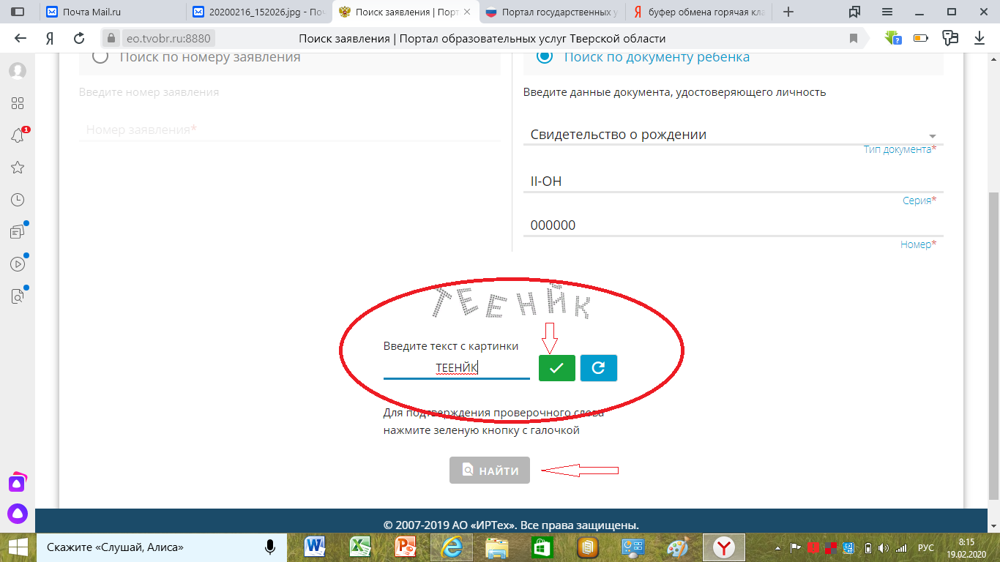 Почта Mail.ru
20200216_152026.jpg - Поч
Поиск заявления | Порт
Портал государственных у
буфер обмена горячая кла
Я
eo.tvobr.ru:8880
Поиск заявления | Портал образовательных услуг Тверской области
Поиск по номеру заявления
Поиск по документу ребенка
Введите номер заявления
Введите данные документа, удостоверяющего личность
Номер заявления*
Свидетельство о рождении
Тип документа*
II-ОН
Серия*
000000
Номер*
1
ТЕЕНЙК
Введите текст с картинки
ТЕЕНЙК
Для подтверждения проверочного слова
нажмите зеленую кнопку с галочкой
НАЙТИ
© 2007-2019 АО «ИРТех». Все права защищены.
Скажите «Слушай, Алиса»
РУС
8:15
19.02.2020